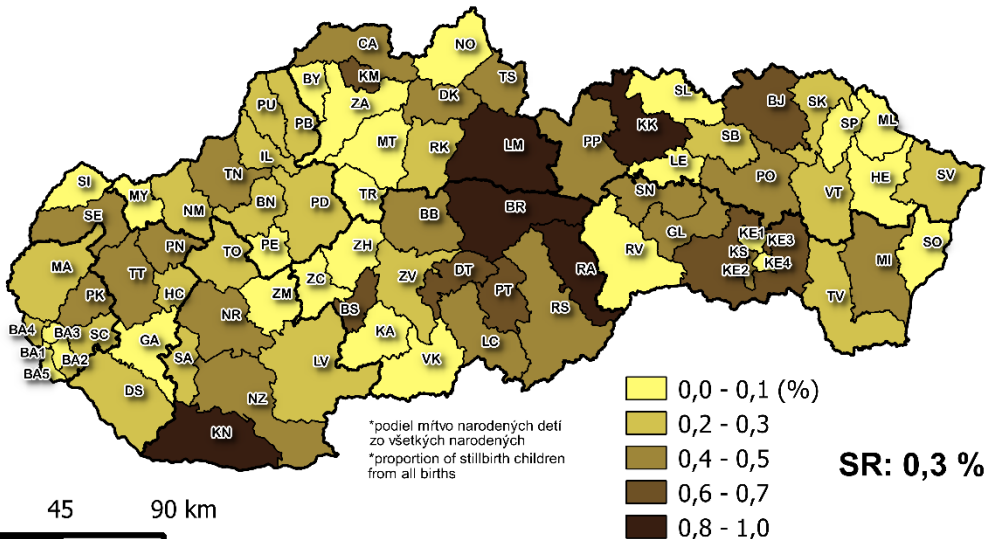 CA
NO
KM
BY
TS
ZA
DK
PU
PB
SL
KK
BJ
SK
SP
ML
MT
RK
LM
PP
SB
IL
LE
TN
HE
SI
MY
TR
PO
SV
NM
BN
PD
SN
VT
SE
BB
BR
GL
PN
PE
ZH
RV
KE1
KE3
SO
TO
KS
MA
TT
ZC
ZV
DT
RA
KE2
KE4
MI
PK
HC
ZM
BS
PT
TV
NR
RS
BA4
BA3
SC
GA
KA
LC
BA1
BA2
SA
LV
VK
BA5
DS
NZ
KN
0,0 - 0,1 (%)
0,2 - 0,3
0,4 - 0,5
0,6 - 0,7
0,8 - 1,0
*podiel mŕtvo narodených detí
zo všetkých narodených
*proportion of stillbirth children
from all births
SR: 0,3 %
45 90 km